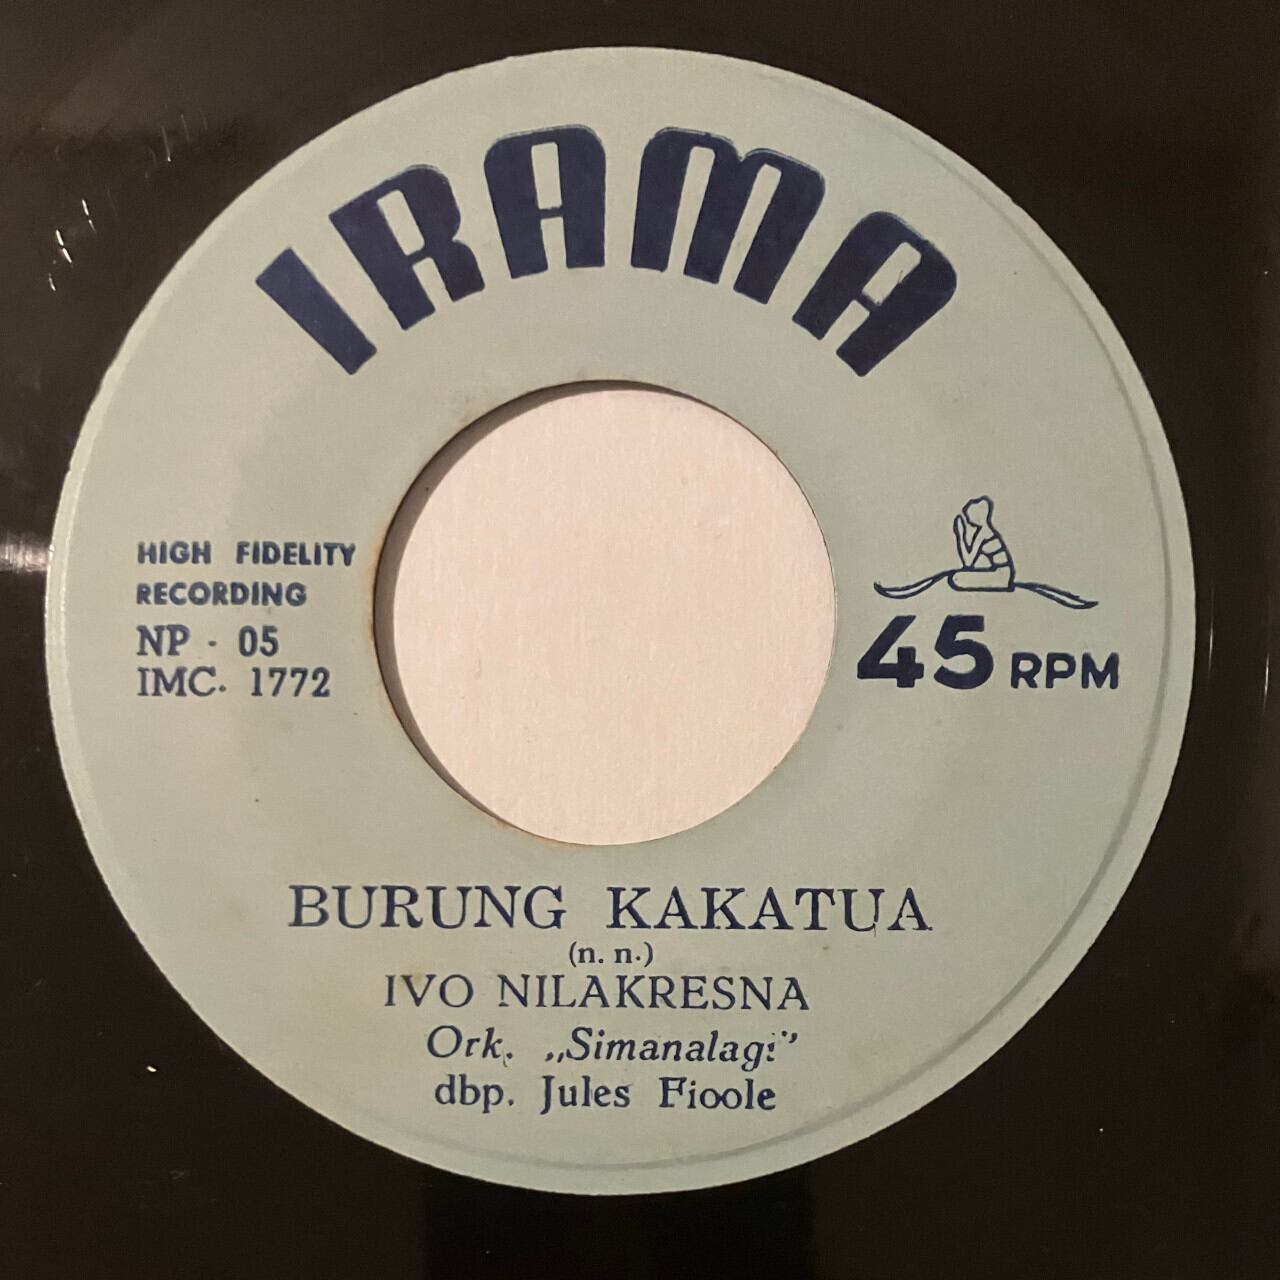 IRAMA
HIGH FIDELITY
RECORDING
NP - 05
IMC. 1772
45 RPM
BURUNG KAKATUA
(n. n.)
IVO NILAKRESNA
Ork. „Simanalagi”
dbp. Jules Fioole